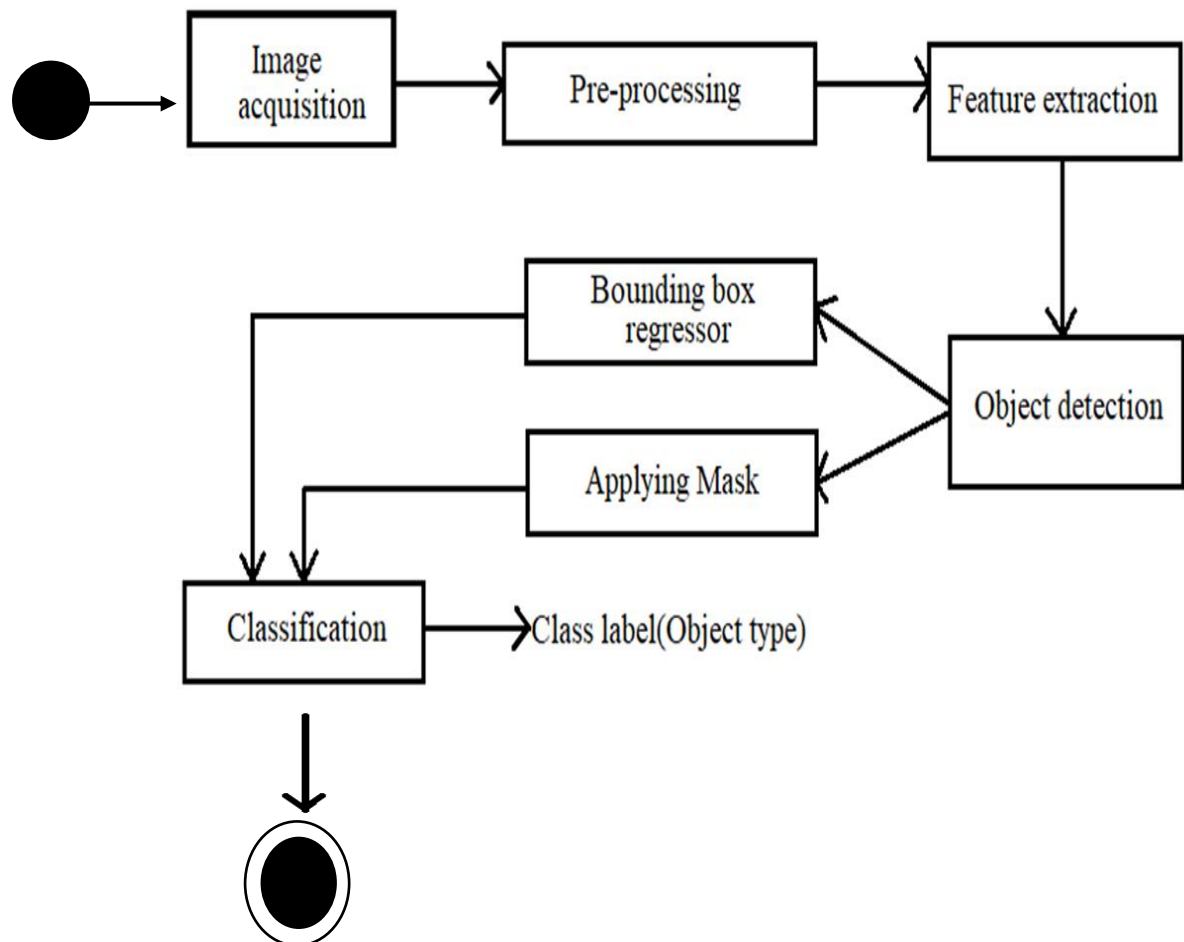 Image
acquisition
Pre-processing
Feature extraction
Bounding box
regressor
Object detection
Applying Mask
Classification
Class label(Object type)